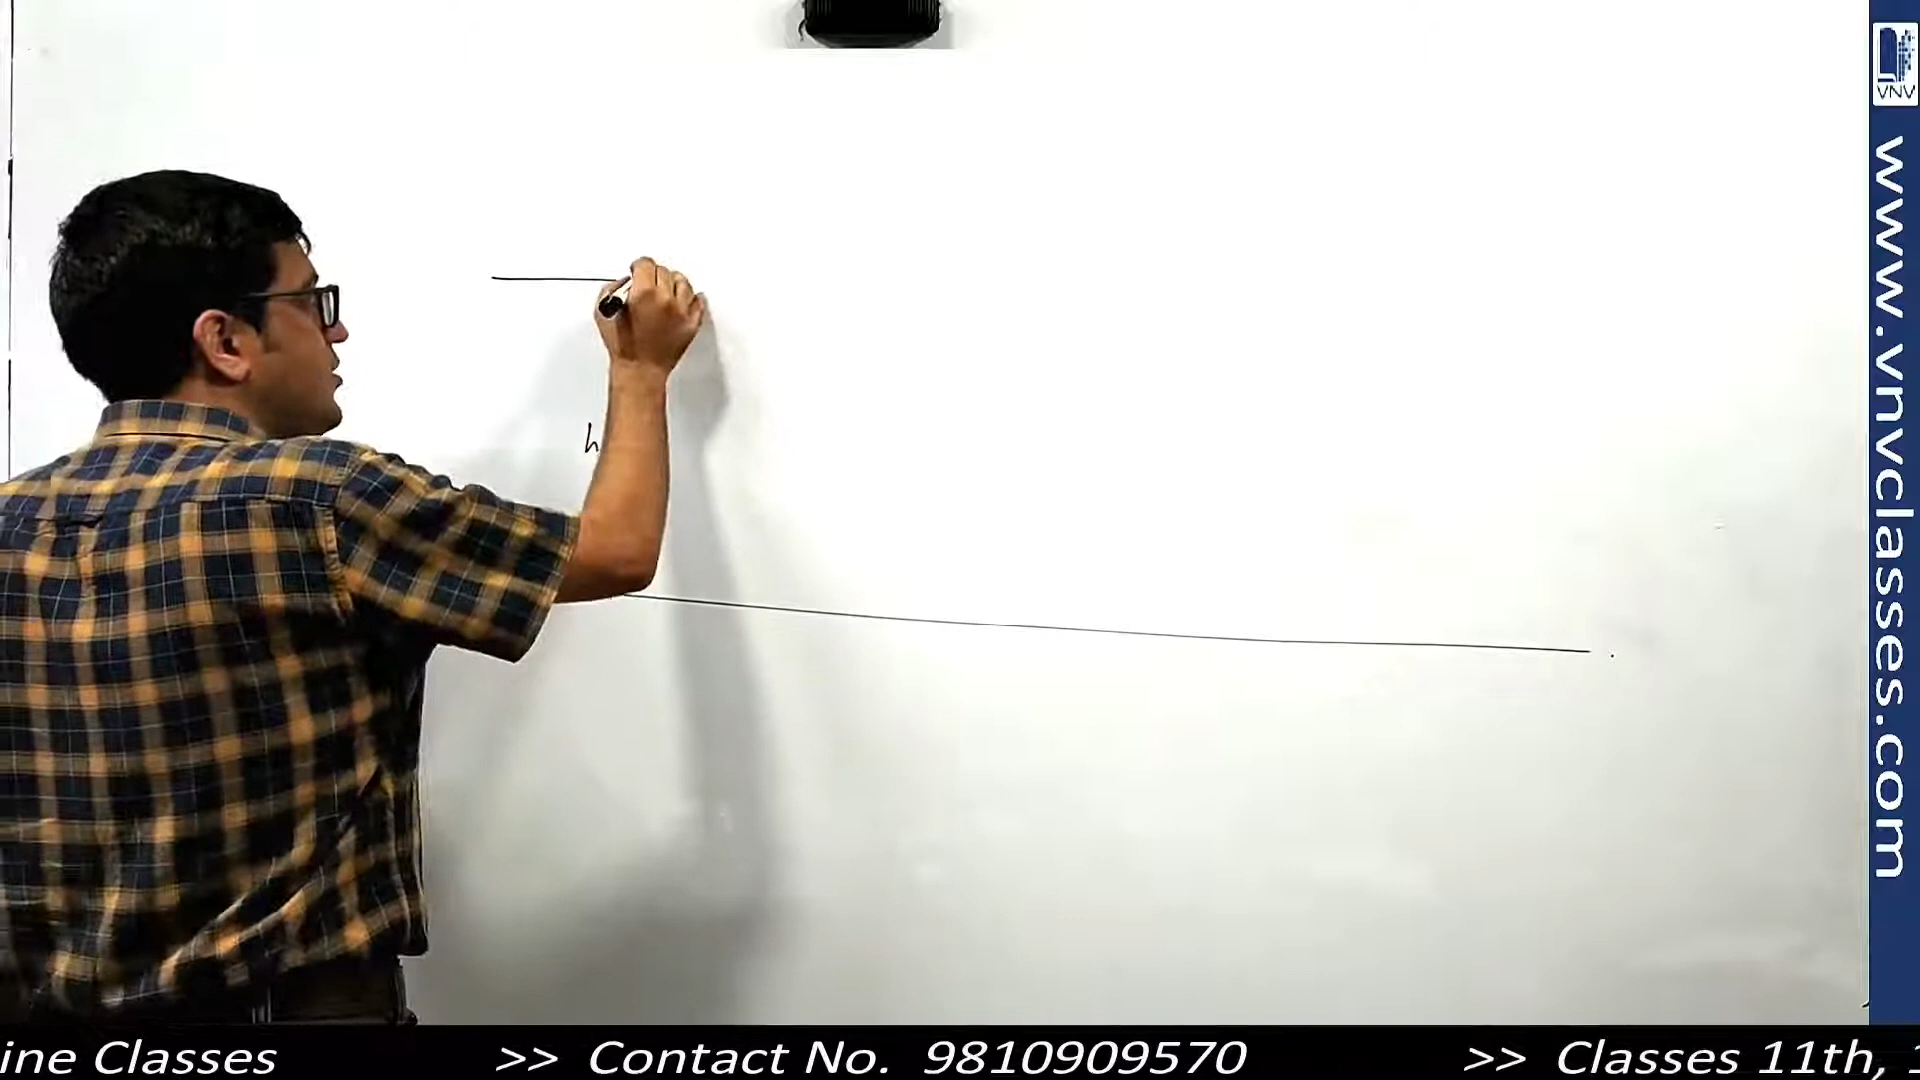 VNV
www.vnvclasses.com
h
ine Classes >> Contact No. 9810909570 >> Classes 11th,